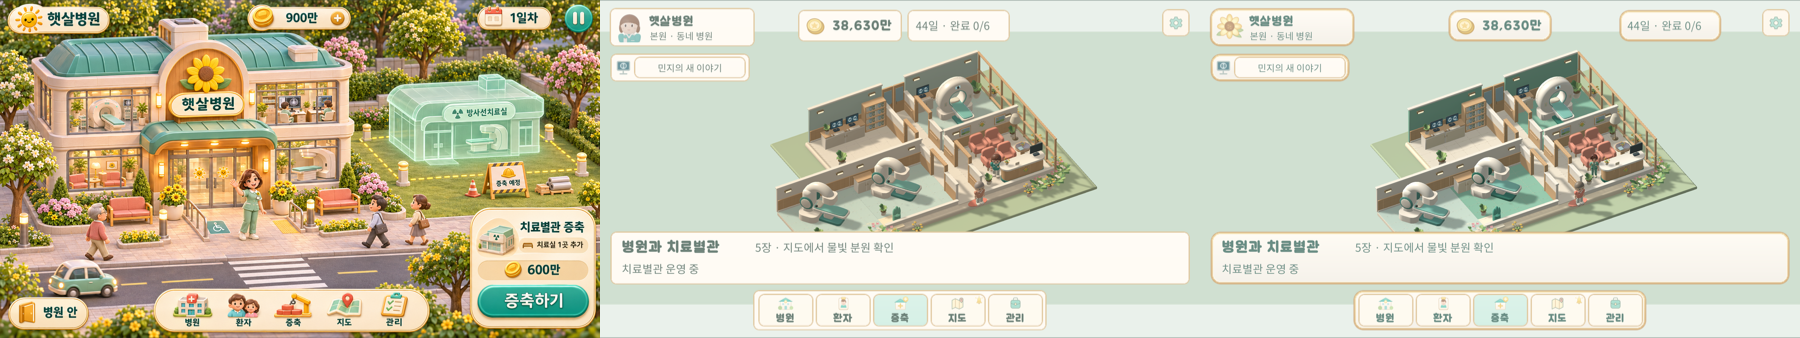 햇살병원
900만
1일차
햇살병원
방사선치료실
증축 예정
치료별관 증축
치료실 1곳 추가
600만
증축하기
병원 안
병원
환자
증축
지도
관리
햇살병원
본원 · 동네 병원
38,630만
44일 · 완료 0/6
민지의 새 이야기
병원과 치료별관
5장 · 지도에서 물빛 분원 확인
치료별관 운영 중
병원
환자
증축
지도
관리
햇살병원
본원 · 동네 병원
38,630만
44일 · 완료 0/6
민지의 새 이야기
병원과 치료별관
5장 · 지도에서 물빛 분원 확인
치료별관 운영 중
병원
환자
증축
지도
관리